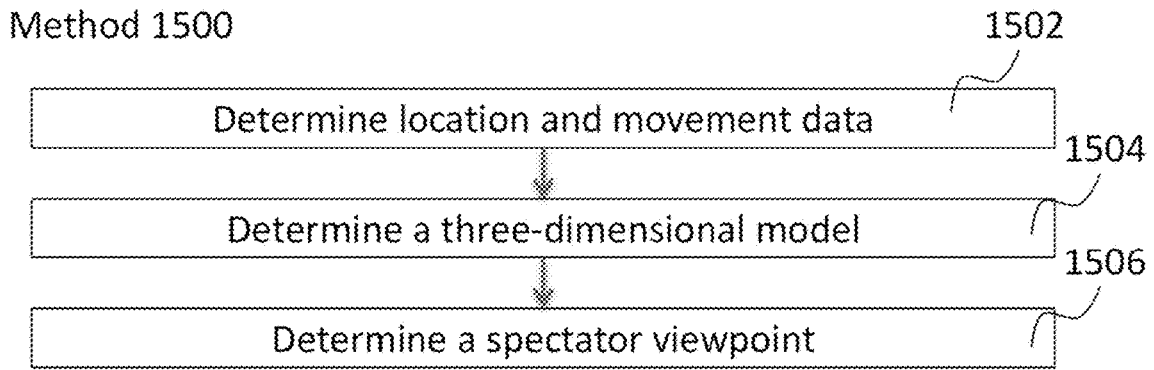 Method 1500
1502
Determine location and movement data
1504
Determine a three-dimensional model
1506
Determine a spectator viewpoint